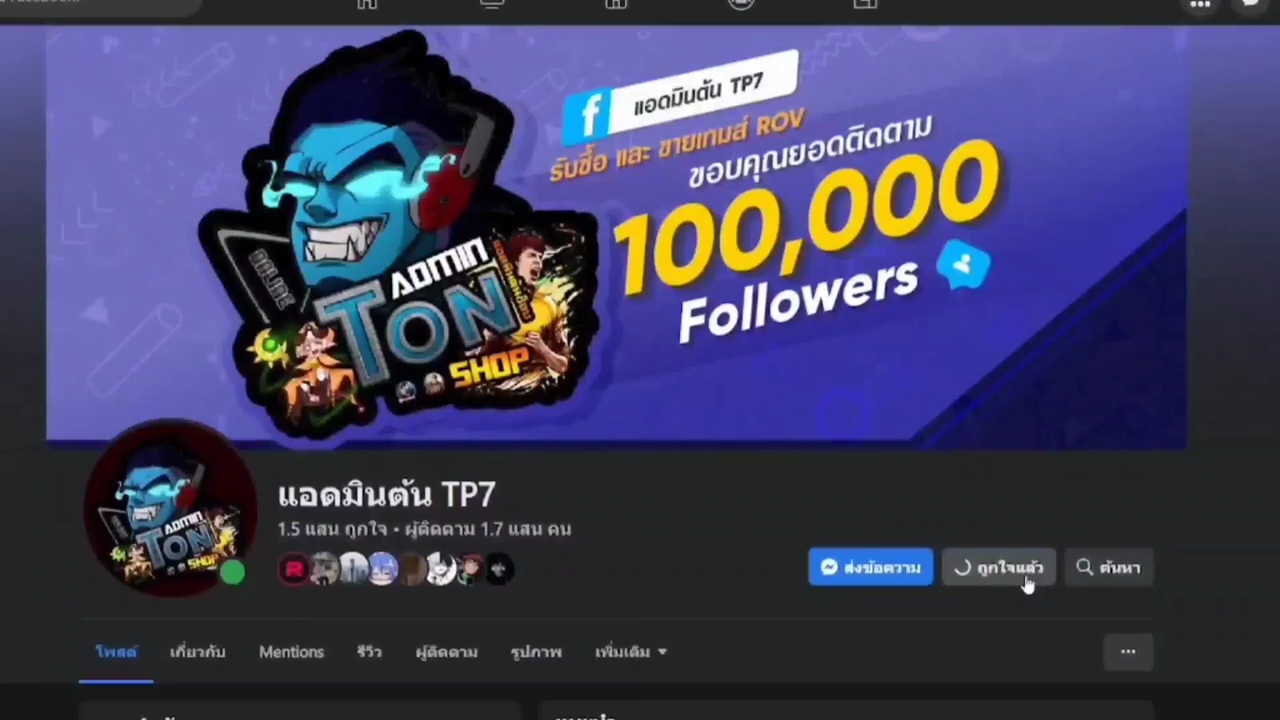 แอดมินต้น TP7
รับซื้อ และ ขายเกมส์ ROV
ขอบคุณยอดติดตาม
100,000
Followers
ADMIN
TON
SHOP
แอดมินต้น TP7
1.5 แสน ถูกใจ • ผู้ติดตาม 1.7 แสน คน
ส่งข้อความ
ถูกใจแล้ว
ค้นหา
โพสต์
เกี่ยวกับ
Mentions
รีวิว
ผู้ติดตาม
รูปภาพ
เพิ่มเติม